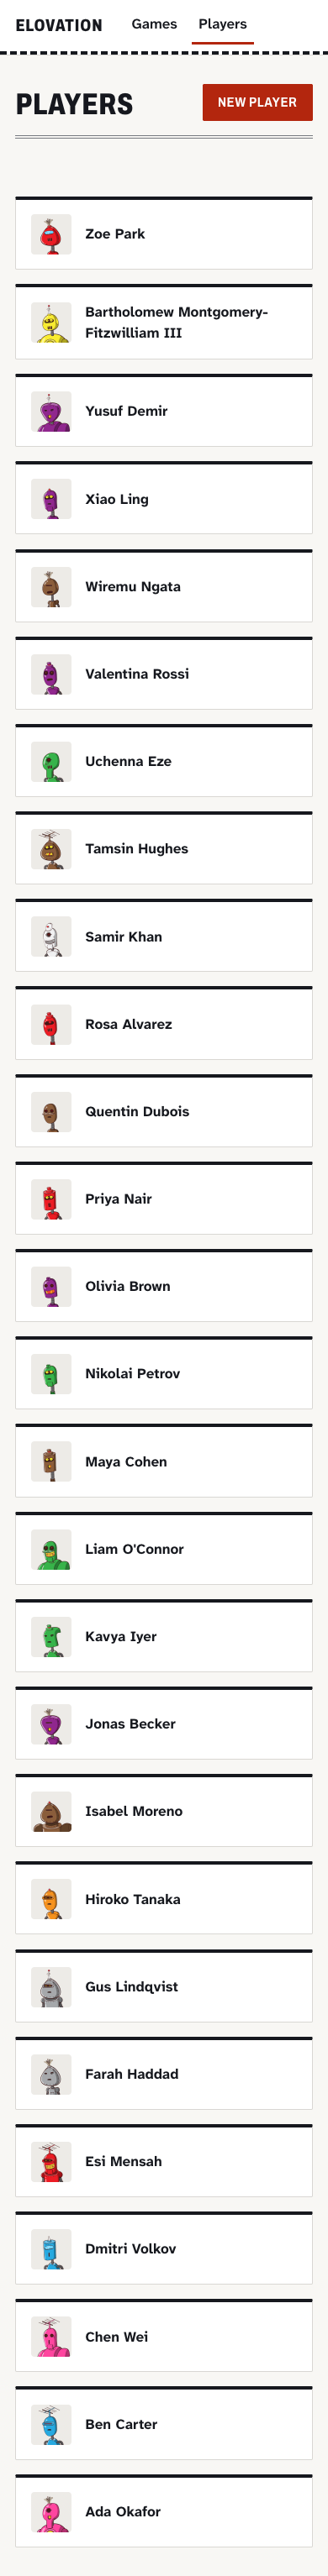 ELOVATION Games Players
PLAYERS NEW PLAYER
Zoe Park
Bartholomew Montgomery-
Fitzwilliam III
Yusuf Demir
Xiao Ling
Wiremu Ngata
Valentina Rossi
Uchenna Eze
Tamsin Hughes
Samir Khan
Rosa Alvarez
Quentin Dubois
Priya Nair
Olivia Brown
Nikolai Petrov
Maya Cohen
Liam O'Connor
Kavya Iyer
Jonas Becker
Isabel Moreno
Hiroko Tanaka
Gus Lindqvist
Farah Haddad
Esi Mensah
Dmitri Volkov
Chen Wei
Ben Carter
Ada Okafor